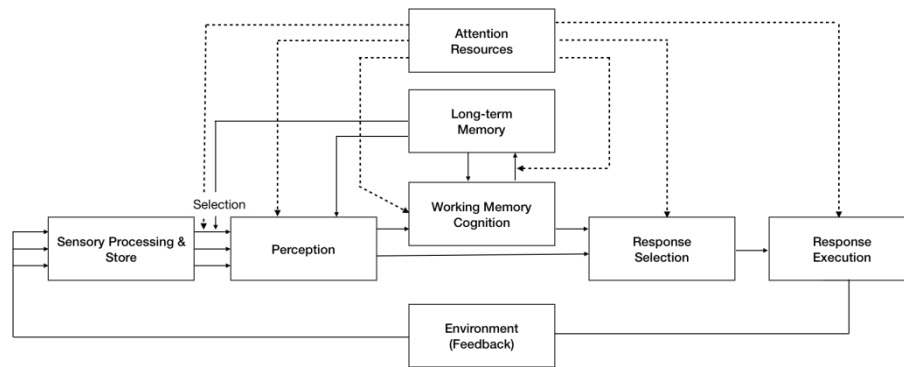 Attention
Resources
Long-term
Memory
Selection
Working Memory
Cognition
Sensory Processing &
Store
Perception
Response
Selection
Response
Execution
Environment
(Feedback)